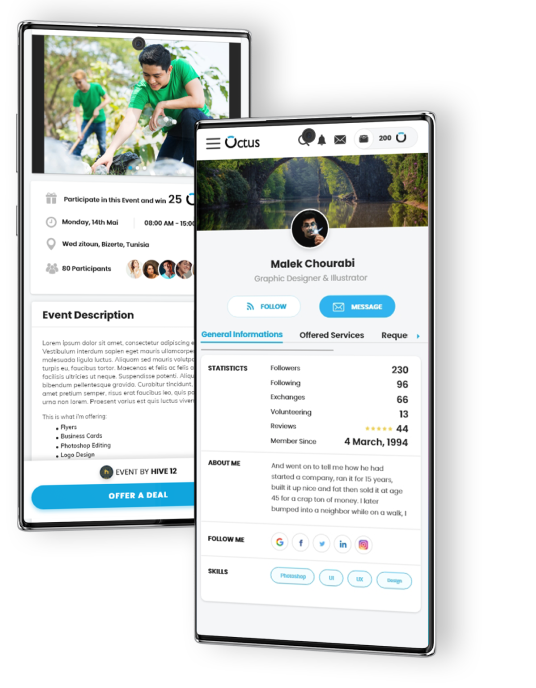 Participate in this Event and win 25
Monday, 14th Mai
08:00 AM - 15:00
Wed zitoun, Bizerte, Tunisia
60 Participants
Event Description
Lorem ipsum dolor sit amet, consectetur adipiscing e
Vestibulum interdum sapien eget mauris ullamcorper
malesuada ligula luctus. Aliquam sed mauris volutpa
turpis eu, faucibus tortor. Maecenas et felis ac felis a
facilisis ultricies ut neque. Suspendisse potenti. Aliqu
bibendum pellentesque gravida. Curabitur tincidunt,
amet pretium semper, risus erat faucibus leo, quis po
urna non lorem. Praesent varius est quis luctus viver
This is what i'm offering:
Flyers
Business Cards
Photoshop Editing
Logo Design
EVENT BY HIVE 12
OFFER A DEAL
Octus
200
Malek Chourabi
Graphic Designer & Illustrator
FOLLOW
MESSAGE
General Informations
Offered Services
Reque
STATISTICTS
Followers 230
Following 96
Exchanges 66
Volunteering 13
Reviews 44
Member Since 4 March, 1994
ABOUT ME
And went on to tell me how he had
started a company, ran it for 15 years,
built it up nice and fat then sold it at age
45 for a crap ton of money. I later
bumped into a neighbor while on a walk, I
FOLLOW ME
SKILLS
Photoshop
UI
UX
Image